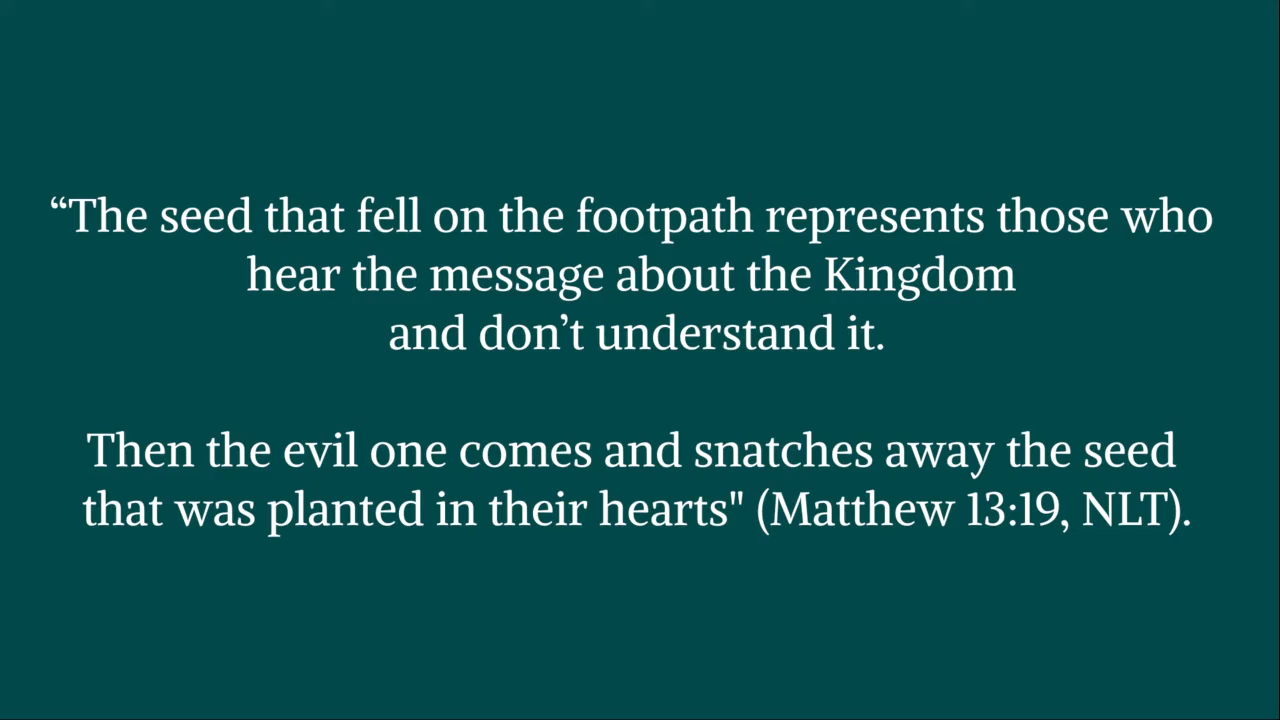 “The seed that fell on the footpath represents those who
hear the message about the Kingdom
and don’t understand it.
Then the evil one comes and snatches away the seed
that was planted in their hearts" (Matthew 13:19, NLT).